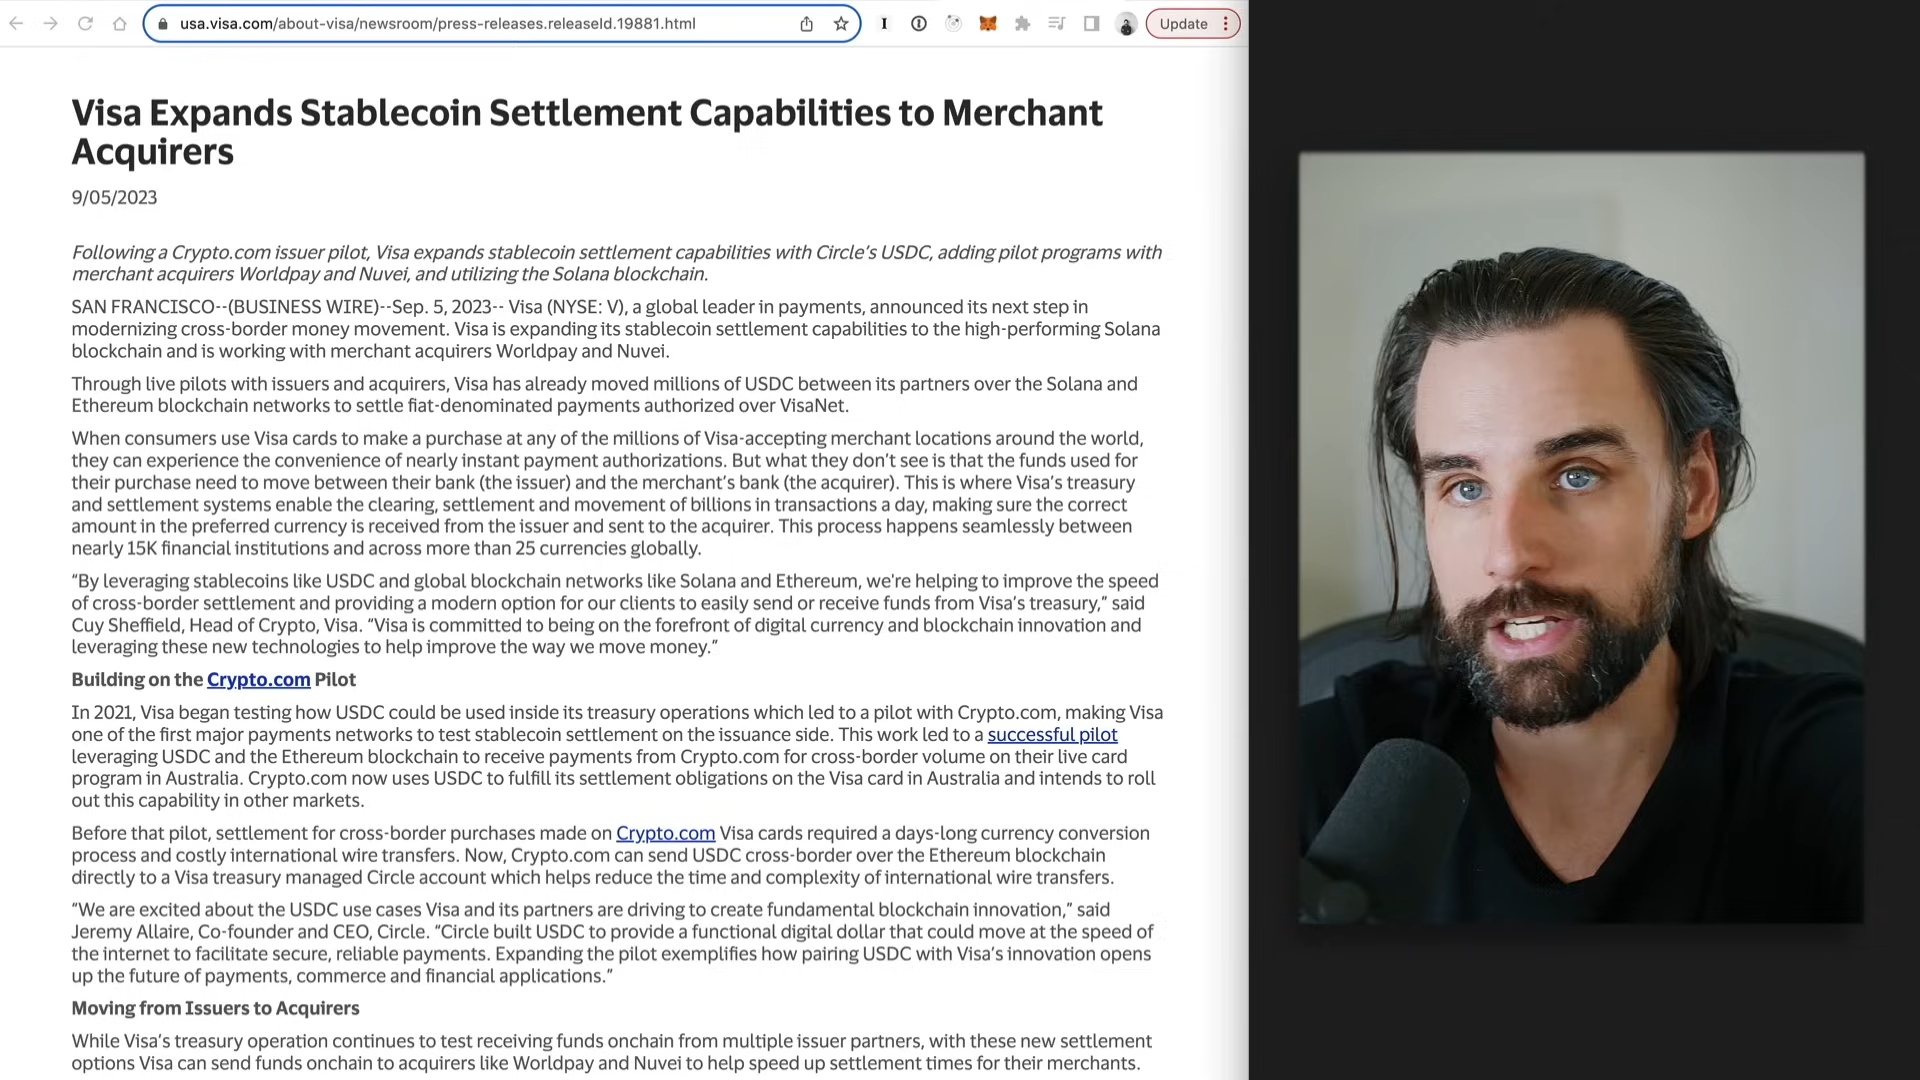 usa.visa.com/about-visa/newsroom/press-releases.releaseId.19881.html
Update
Visa Expands Stablecoin Settlement Capabilities to Merchant
Acquirers
9/05/2023
Following a Crypto.com issuer pilot, Visa expands stablecoin settlement capabilities with Circle’s USDC, adding pilot programs with
merchant acquirers Worldpay and Nuvei, and utilizing the Solana blockchain.
SAN FRANCISCO--(BUSINESS WIRE)--Sep. 5, 2023-- Visa (NYSE: V), a global leader in payments, announced its next step in
modernizing cross-border money movement. Visa is expanding its stablecoin settlement capabilities to the high-performing Solana
blockchain and is working with merchant acquirers Worldpay and Nuvei.
Through live pilots with issuers and acquirers, Visa has already moved millions of USDC between its partners over the Solana and
Ethereum blockchain networks to settle fiat-denominated payments authorized over VisaNet.
When consumers use Visa cards to make a purchase at any of the millions of Visa-accepting merchant locations around the world,
they can experience the convenience of nearly instant payment authorizations. But what they don’t see is that the funds used for
their purchase need to move between their bank (the issuer) and the merchant’s bank (the acquirer). This is where Visa’s treasury
and settlement systems enable the clearing, settlement and movement of billions in transactions a day, making sure the correct
amount in the preferred currency is received from the issuer and sent to the acquirer. This process happens seamlessly between
nearly 15K financial institutions and across more than 25 currencies globally.
“By leveraging stablecoins like USDC and global blockchain networks like Solana and Ethereum, we're helping to improve the speed
of cross-border settlement and providing a modern option for our clients to easily send or receive funds from Visa’s treasury,” said
Cuy Sheffield, Head of Crypto, Visa. “Visa is committed to being on the forefront of digital currency and blockchain innovation and
leveraging these new technologies to help improve the way we move money.”
Building on the Crypto.com Pilot
In 2021, Visa began testing how USDC could be used inside its treasury operations which led to a pilot with Crypto.com, making Visa
one of the first major payments networks to test stablecoin settlement on the issuance side. This work led to a successful pilot
leveraging USDC and the Ethereum blockchain to receive payments from Crypto.com for cross-border volume on their live card
program in Australia. Crypto.com now uses USDC to fulfill its settlement obligations on the Visa card in Australia and intends to roll
out this capability in other markets.
Before that pilot, settlement for cross-border purchases made on Crypto.com Visa cards required a days-long currency conversion
process and costly international wire transfers. Now, Crypto.com can send USDC cross-border over the Ethereum blockchain
directly to a Visa treasury managed Circle account which helps reduce the time and complexity of international wire transfers.
“We are excited about the USDC use cases Visa and its partners are driving to create fundamental blockchain innovation,” said
Jeremy Allaire, Co-founder and CEO, Circle. “Circle built USDC to provide a functional digital dollar that could move at the speed of
the internet to facilitate secure, reliable payments. Expanding the pilot exemplifies how pairing USDC with Visa’s innovation opens
up the future of payments, commerce and financial applications.”
Moving from Issuers to Acquirers
While Visa’s treasury operation continues to test receiving funds onchain from multiple issuer partners, with these new settlement
options Visa can send funds onchain to acquirers like Worldpay and Nuvei to help speed up settlement times for their merchants.